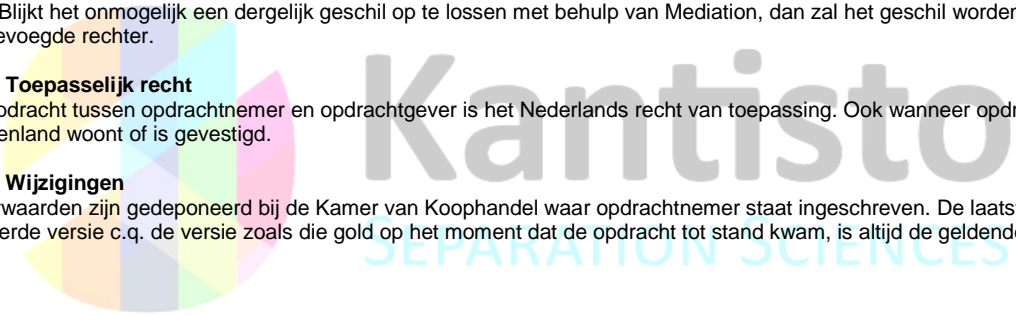 Blijkt het onmogelijk een dergelijk geschil op te lossen met behulp van Mediation, dan zal het geschil worden
evoegde rechter.
Toepasselijk recht
odracht tussen opdrachtnemer en opdrachtgever is het Nederlands recht van toepassing. Ook wanneer opdr
enland woont of is gevestigd.
Wijzigingen
waarden zijn gedeponeerd bij de Kamer van Koophandel waar opdrachtnemer staat ingeschreven. De laats
erde versie c.q. de versie zoals die gold op het moment dat de opdracht tot stand kwam, is altijd de geldend
Kantisto
SEPARATION SCIENCES